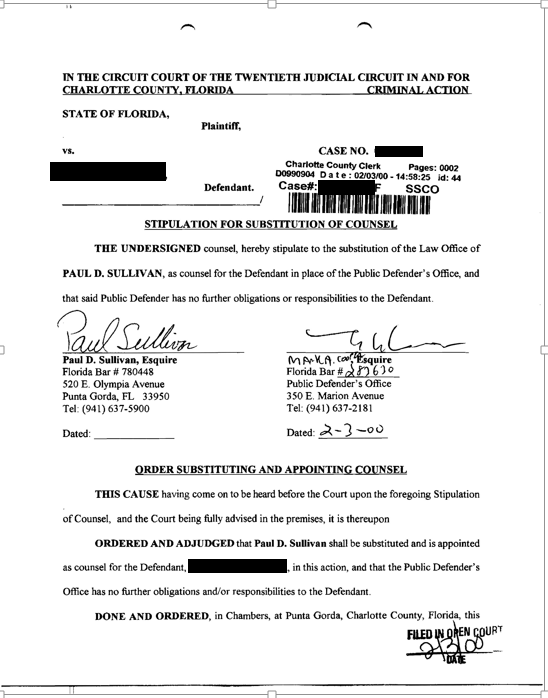 IN THE CIRCUIT COURT OF THE TWENTIETH JUDICIAL CIRCUIT IN AND FOR
CHARLOTTE COUNTY, FLORIDA CRIMINAL ACTION
STATE OF FLORIDA,
Plaintiff,
vs. CASE NO.
Charlotte County Clerk Pages: 0002
D0990904 Date: 02/03/00 - 14:58:25 id: 44
Defendant. Case#: F SSCO
/
STIPULATION FOR SUBSTITUTION OF COUNSEL
THE UNDERSIGNED counsel, hereby stipulate to the substitution of the Law Office of
PAUL D. SULLIVAN, as counsel for the Defendant in place of the Public Defender's Office, and
that said Public Defender has no further obligations or responsibilities to the Defendant.
Paul Sullivan
Paul D. Sullivan, Esquire
Florida Bar # 780448
520 E. Olympia Avenue
Punta Gorda, FL 33950
Tel: (941) 637-5900
Dated:
MARK A. Esquire
Florida Bar # 287630
Public Defender's Office
350 E. Marion Avenue
Tel: (941) 637-2181
Dated: 2-3-00
ORDER SUBSTITUTING AND APPOINTING COUNSEL
THIS CAUSE having come on to be heard before the Court upon the foregoing Stipulation
of Counsel, and the Court being fully advised in the premises, it is thereupon
ORDERED AND ADJUDGED that Paul D. Sullivan shall be substituted and is appointed
as counsel for the Defendant, , in this action, and that the Public Defender's
Office has no further obligations and/or responsibilities to the Defendant.
DONE AND ORDERED, in Chambers, at Punta Gorda, Charlotte County, Florida, this
FILED IN OPEN COURT
2/3/00
DATE